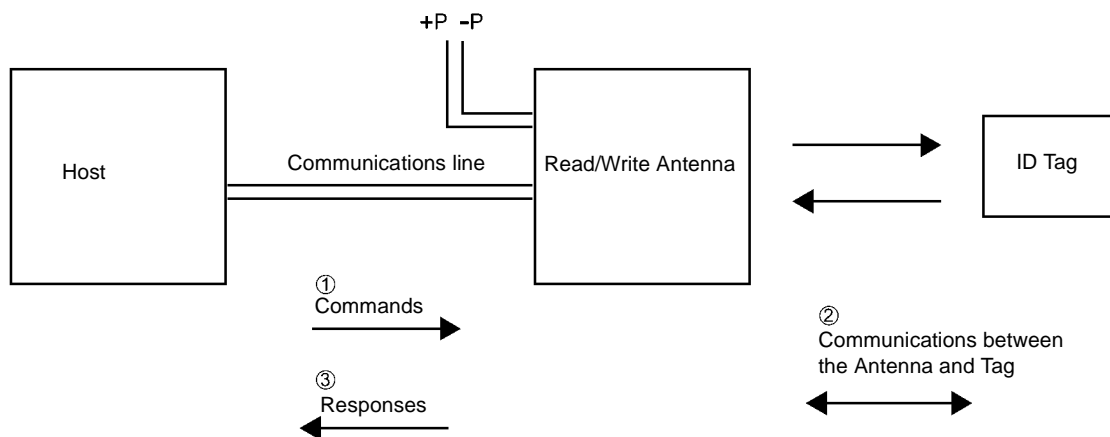 +P -P
Host
Communications line
Read/Write Antenna
ID Tag
①
Commands
②
Communications between
the Antenna and Tag
③
Responses